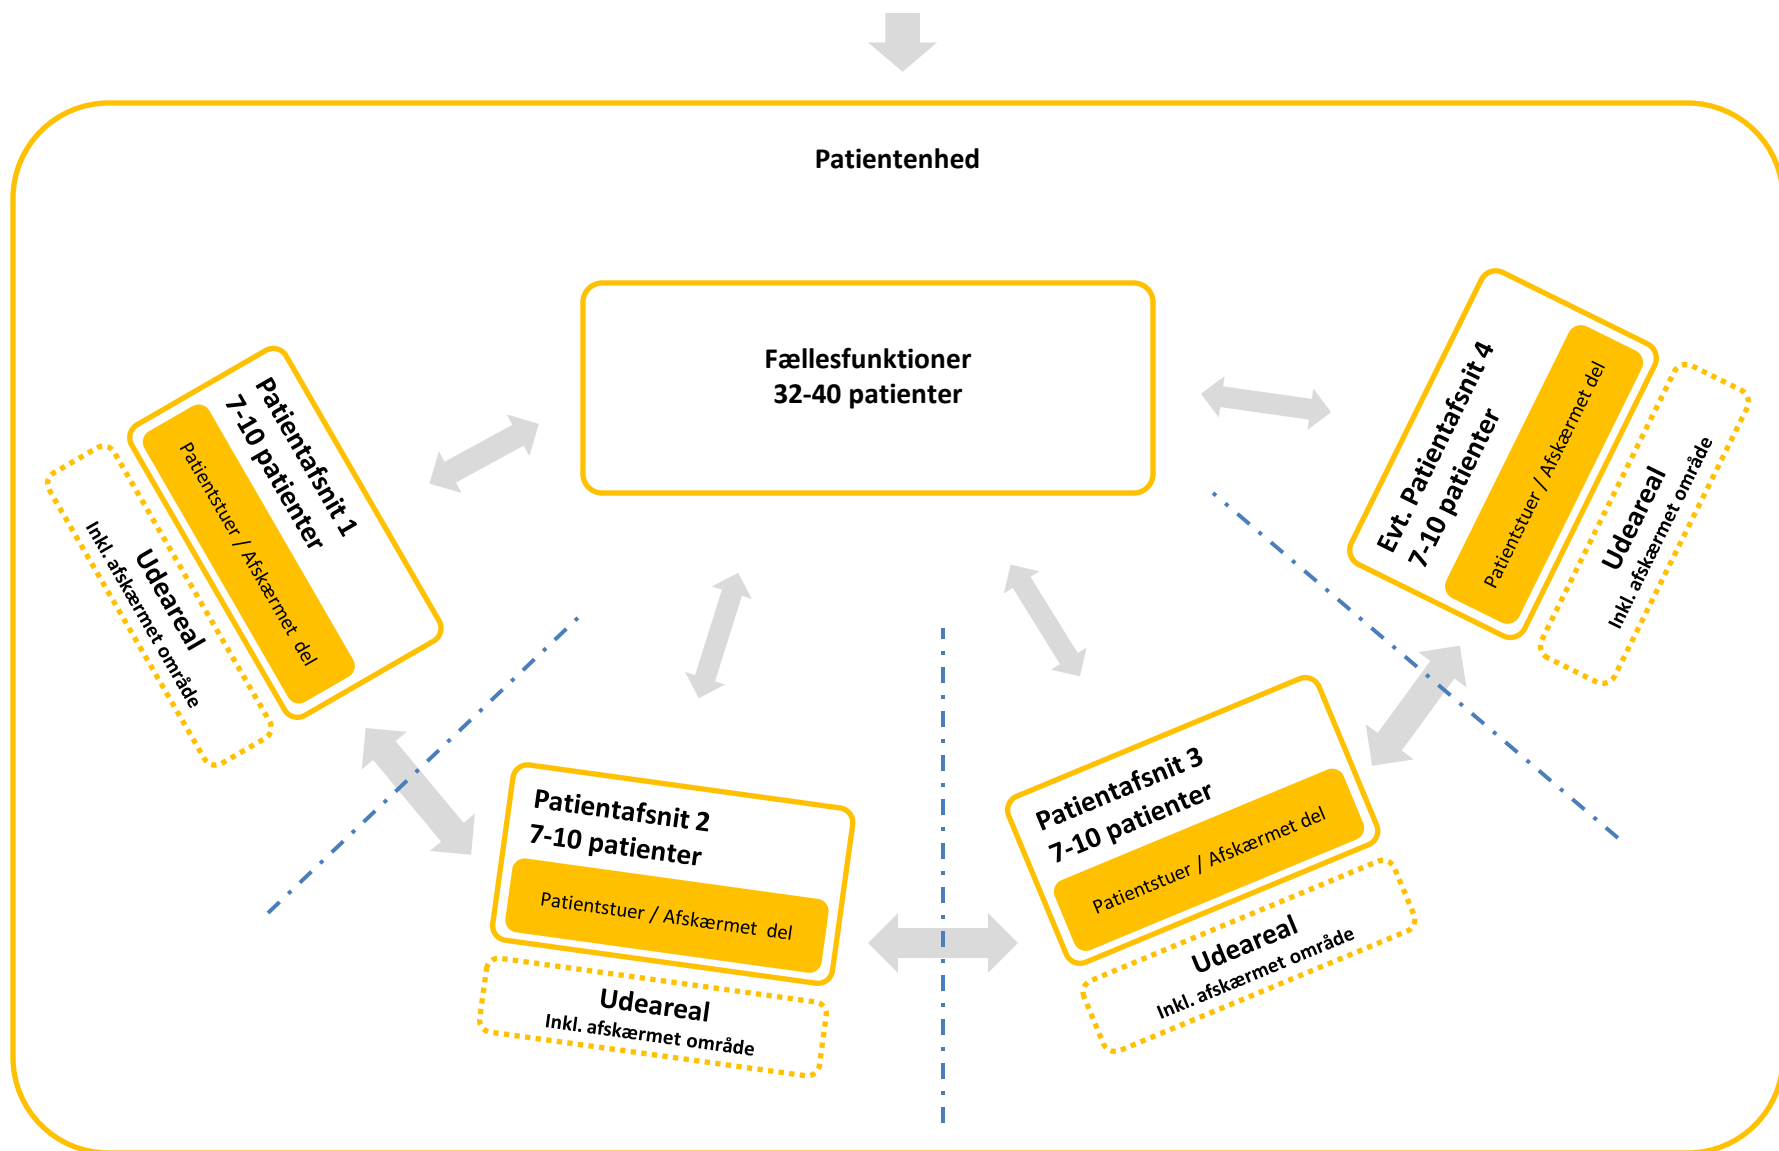 Patientenhed
Fællesfunktioner
32-40 patienter
Patientafsnit 1
7-10 patienter
Patientstuer / Afskærmet del
Udeareal
Inkl. afskærmet område
Patientafsnit 2
7-10 patienter
Patientstuer / Afskærmet del
Udeareal
Inkl. afskærmet område
Patientafsnit 3
7-10 patienter
Patientstuer / Afskærmet del
Udeareal
Inkl. afskærmet område
Evt. Patientafsnit 4
7-10 patienter
Patientstuer / Afskærmet del
Udeareal
Inkl. afskærmet område